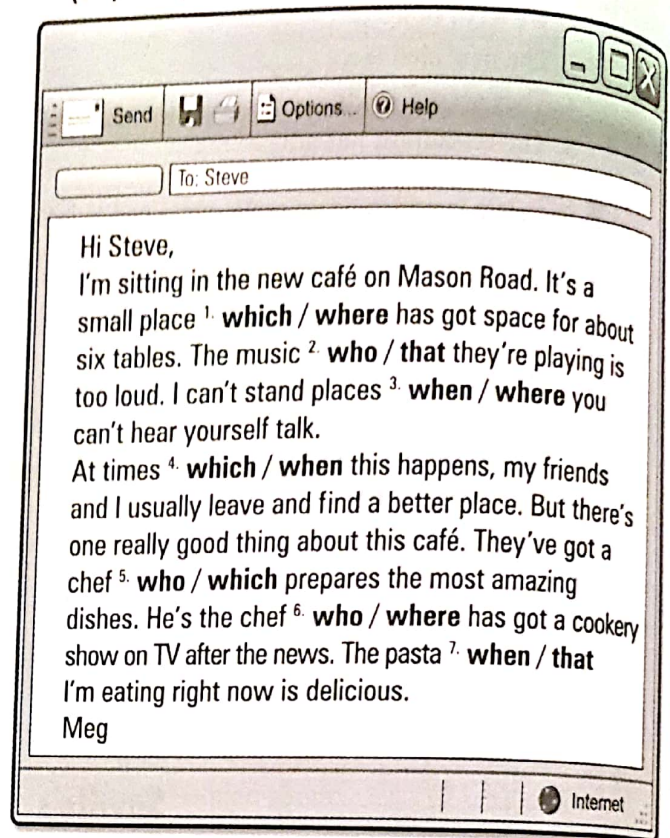 Send Options... Help
To: Steve
Hi Steve,
I'm sitting in the new café on Mason Road. It's a
small place 1. which / where has got space for about
six tables. The music 2. who / that they're playing is
too loud. I can't stand places 3. when / where you
can't hear yourself talk.
At times 4. which / when this happens, my friends
and I usually leave and find a better place. But there's
one really good thing about this café. They've got a
chef 5. who / which prepares the most amazing
dishes. He's the chef 6. who / where has got a cookery
show on TV after the news. The pasta 7. when / that
I'm eating right now is delicious.
Meg
Internet